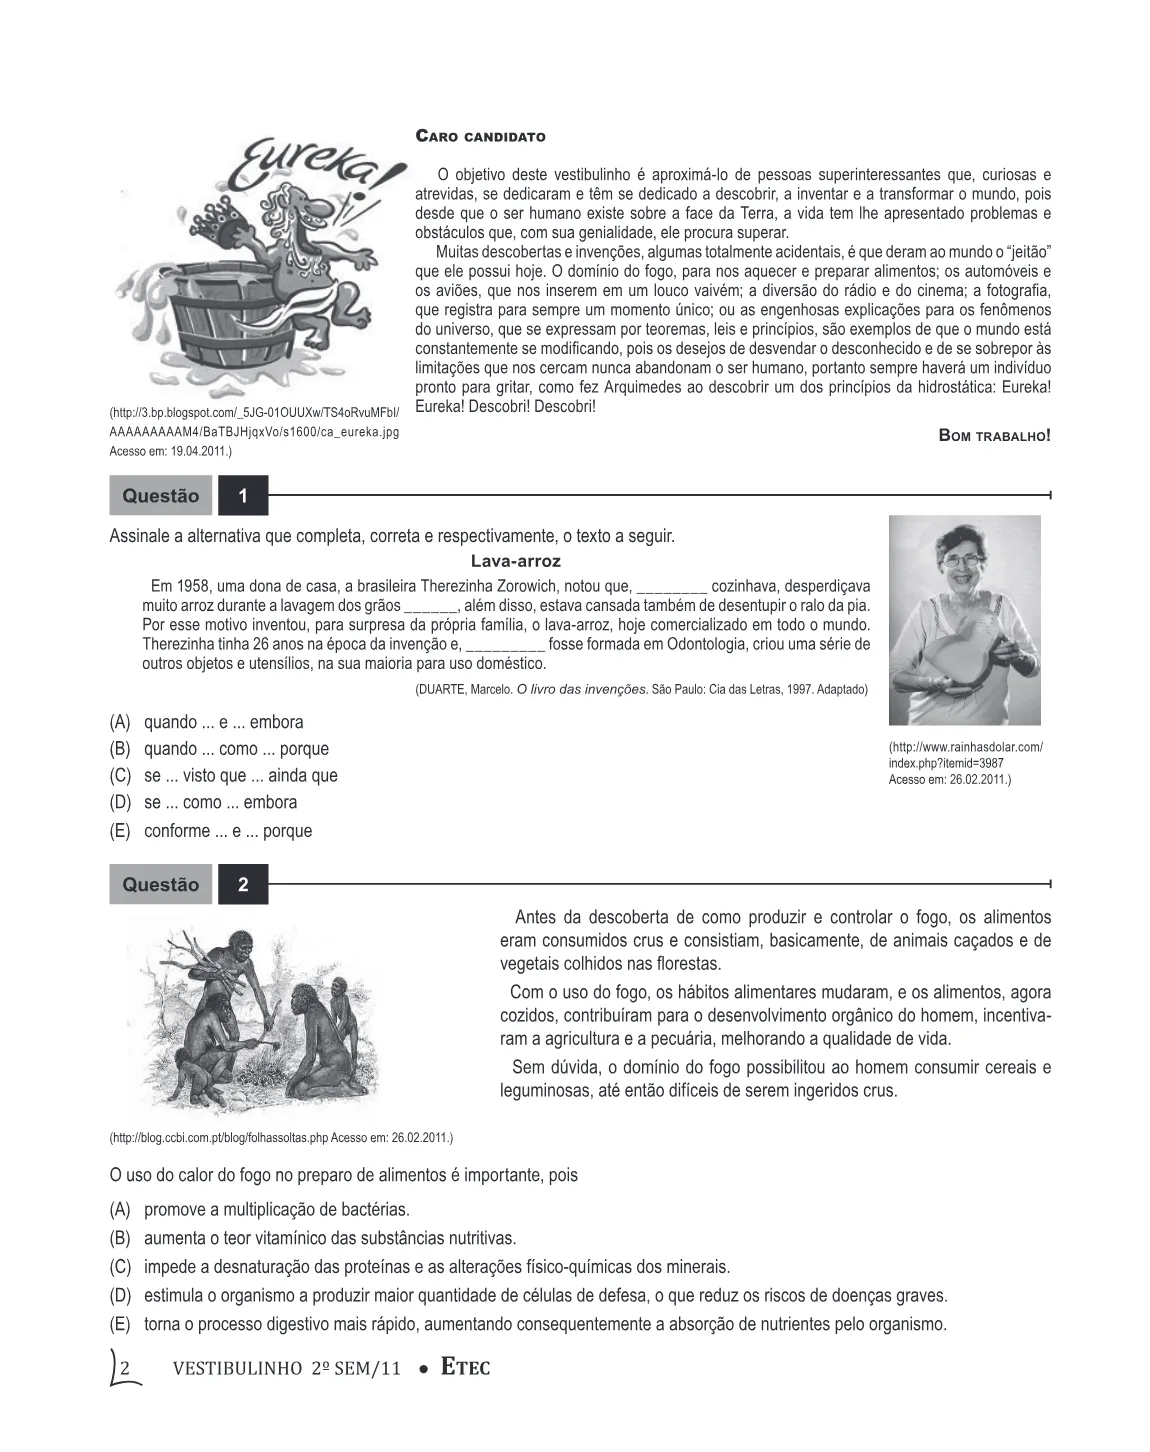 Eureka!
CARO CANDIDATO
O objetivo deste vestibulinho é aproximá-lo de pessoas superinteressantes que, curiosas e
atrevidas, se dedicaram e têm se dedicado a descobrir, a inventar e a transformar o mundo, pois
desde que o ser humano existe sobre a face da Terra, a vida tem lhe apresentado problemas e
obstáculos que, com sua genialidade, ele procura superar.
Muitas descobertas e invenções, algumas totalmente acidentais, é que deram ao mundo o “jeitão”
que ele possui hoje. O domínio do fogo, para nos aquecer e preparar alimentos; os automóveis e
os aviões, que nos inserem em um louco vaivém; a diversão do rádio e do cinema; a fotografia,
que registra para sempre um momento único; ou as engenhosas explicações para os fenômenos
do universo, que se expressam por teoremas, leis e princípios, são exemplos de que o mundo está
constantemente se modificando, pois os desejos de desvendar o desconhecido e de se sobrepor às
limitações que nos cercam nunca abandonam o ser humano, portanto sempre haverá um indivíduo
pronto para gritar, como fez Arquimedes ao descobrir um dos princípios da hidrostática: Eureka!
Eureka! Descobri! Descobri!
(http://3.bp.blogspot.com/_5JG-01OUUXw/TS4oRvuMFbI/
AAAAAAAAAM4/BaTBJHjqxVo/s1600/ca_eureka.jpg
Acesso em: 19.04.2011.)
BOM TRABALHO!
Questão 1
Assinale a alternativa que completa, correta e respectivamente, o texto a seguir.
Lava-arroz
Em 1958, uma dona de casa, a brasileira Therezinha Zorowich, notou que, ________ cozinhava, desperdiçava
muito arroz durante a lavagem dos grãos ______, além disso, estava cansada também de desentupir o ralo da pia.
Por esse motivo inventou, para surpresa da própria família, o lava-arroz, hoje comercializado em todo o mundo.
Therezinha tinha 26 anos na época da invenção e, _________ fosse formada em Odontologia, criou uma série de
outros objetos e utensílios, na sua maioria para uso doméstico.
(DUARTE, Marcelo. O livro das invenções. São Paulo: Cia das Letras, 1997. Adaptado)
(A) quando ... e ... embora
(B) quando ... como ... porque
(C) se ... visto que ... ainda que
(D) se ... como ... embora
(E) conforme ... e ... porque
(http://www.rainhasdolar.com/
index.php?itemid=3987
Acesso em: 26.02.2011.)
Questão 2
Antes da descoberta de como produzir e controlar o fogo, os alimentos
eram consumidos crus e consistiam, basicamente, de animais caçados e de
vegetais colhidos nas florestas.
Com o uso do fogo, os hábitos alimentares mudaram, e os alimentos, agora
cozidos, contribuíram para o desenvolvimento orgânico do homem, incentiva-
ram a agricultura e a pecuária, melhorando a qualidade de vida.
Sem dúvida, o domínio do fogo possibilitou ao homem consumir cereais e
leguminosas, até então difíceis de serem ingeridos crus.
(http://blog.ccbi.com.pt/blog/folhassoltas.php Acesso em: 26.02.2011.)
O uso do calor do fogo no preparo de alimentos é importante, pois
(A) promove a multiplicação de bactérias.
(B) aumenta o teor vitamínico das substâncias nutritivas.
(C) impede a desnaturação das proteínas e as alterações físico-químicas dos minerais.
(D) estimula o organismo a produzir maior quantidade de células de defesa, o que reduz os riscos de doenças graves.
(E) torna o processo digestivo mais rápido, aumentando consequentemente a absorção de nutrientes pelo organismo.
2 VESTIBULINHO 2º SEM/11 • ETEC